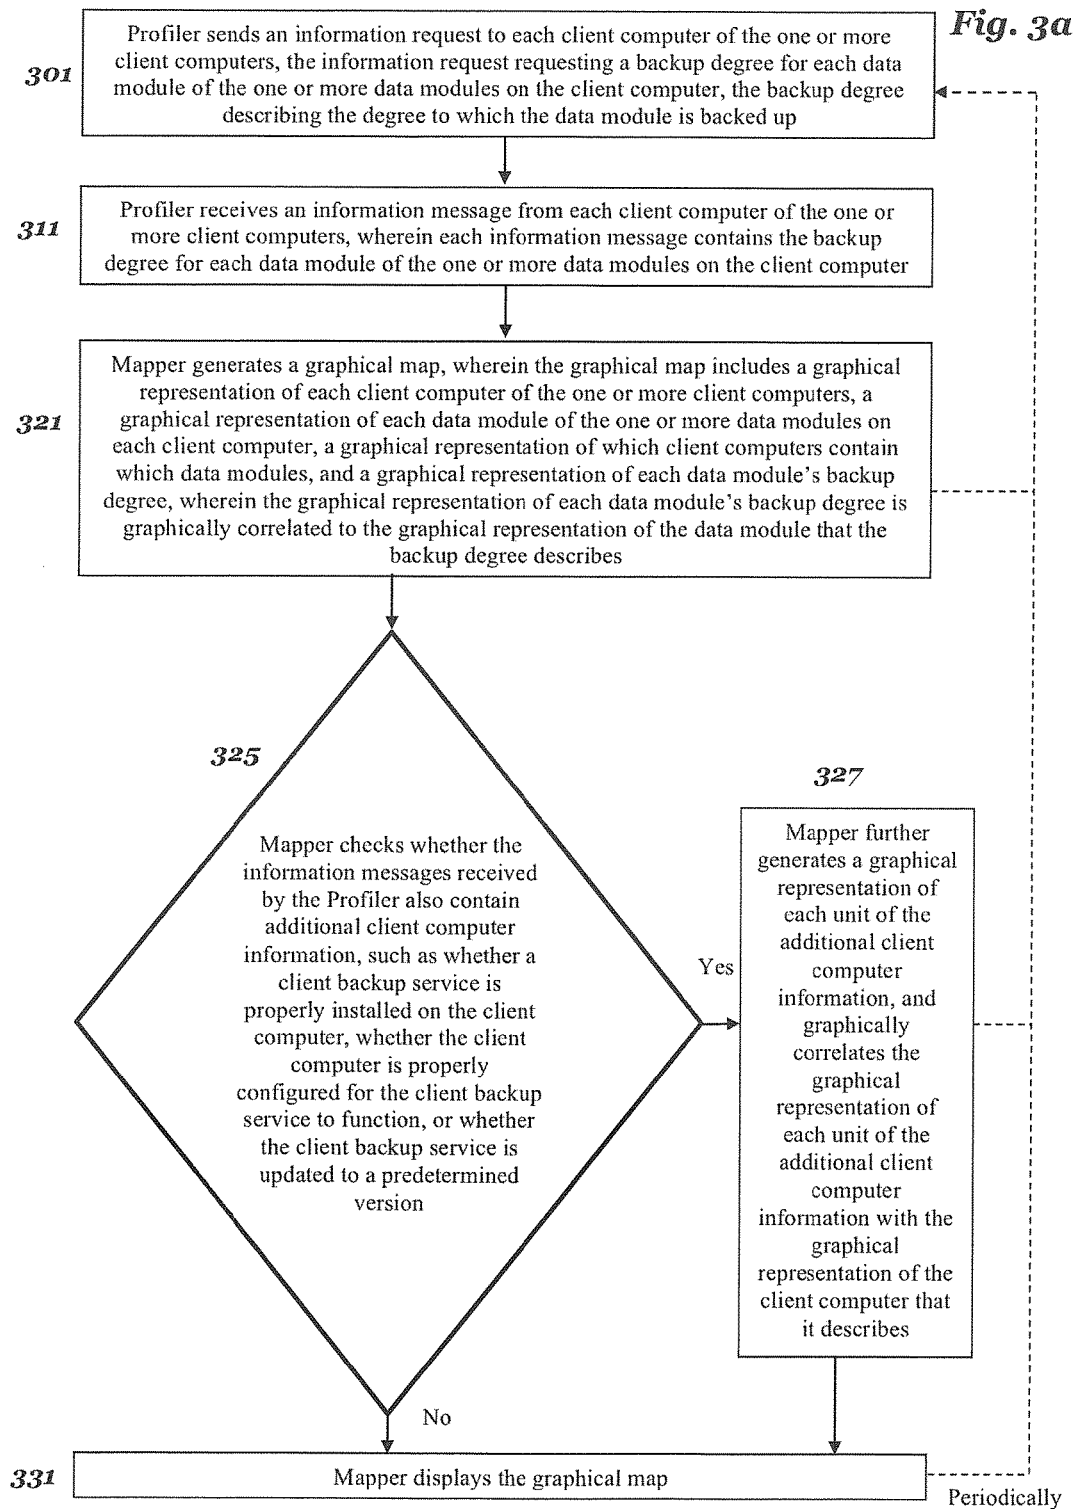 Fig. 3a
301
Profiler sends an information request to each client computer of the one or more
client computers, the information request requesting a backup degree for each data
module of the one or more data modules on the client computer, the backup degree
describing the degree to which the data module is backed up
311
Profiler receives an information message from each client computer of the one or
more client computers, wherein each information message contains the backup
degree for each data module of the one or more data modules on the client computer
321
Mapper generates a graphical map, wherein the graphical map includes a graphical
representation of each client computer of the one or more client computers, a
graphical representation of each data module of the one or more data modules on
each client computer, a graphical representation of which client computers contain
which data modules, and a graphical representation of each data module's backup
degree, wherein the graphical representation of each data module's backup degree is
graphically correlated to the graphical representation of the data module that the
backup degree describes
325
Mapper checks whether the
information messages received
by the Profiler also contain
additional client computer
information, such as whether a
client backup service is
properly installed on the client
computer, whether the client
computer is properly
configured for the client backup
service to function, or whether
the client backup service is
updated to a predetermined
version
Yes
327
Mapper further
generates a graphical
representation of
each unit of the
additional client
computer
information, and
graphically
correlates the
graphical
representation of
each unit of the
additional client
computer
information with the
graphical
representation of the
client computer that
it describes
No
331
Mapper displays the graphical map
Periodically